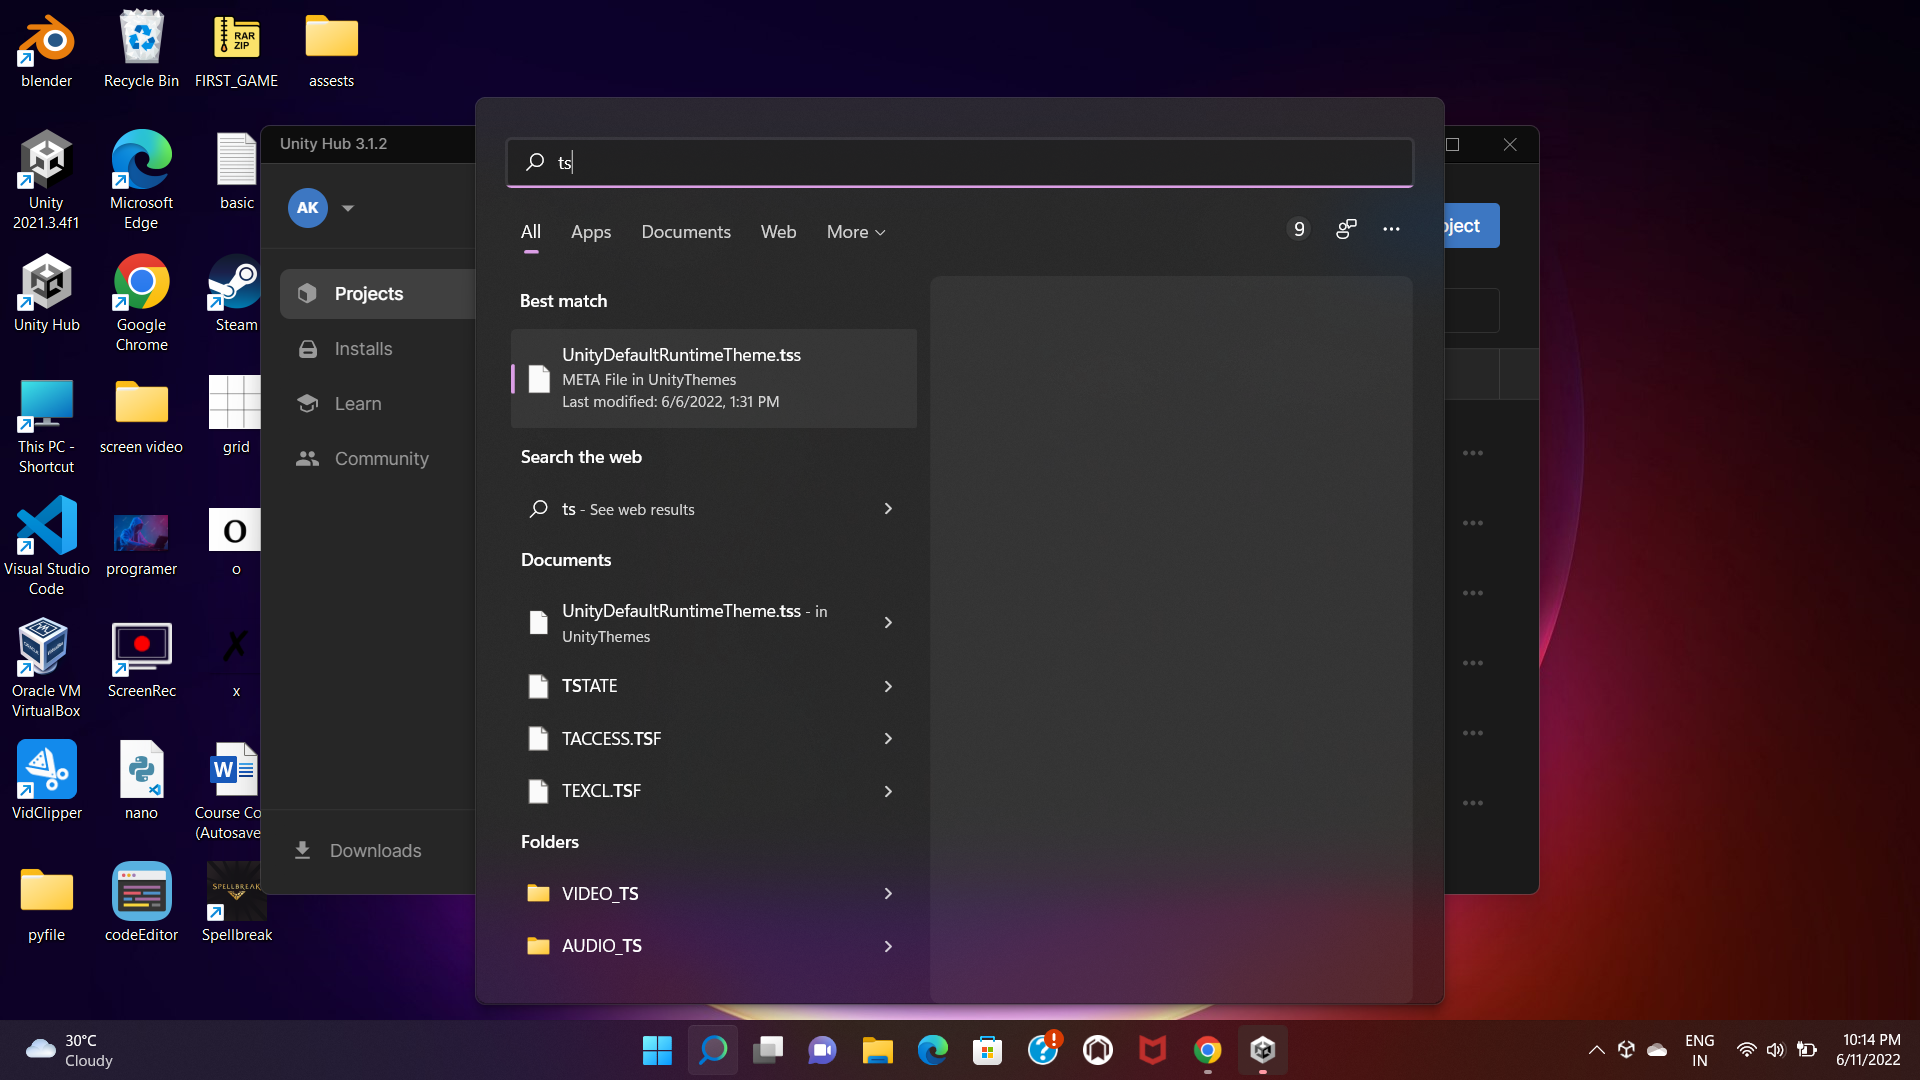 blender
Recycle Bin
FIRST_GAME
RAR
ZIP
assests
Unity
2021.3.4f1
Microsoft
Edge
basic
Unity Hub
Google
Chrome
Steam
This PC -
Shortcut
screen video
grid
Visual Studio
Code
programer
O
o
Oracle VM
VirtualBox
ScreenRec
X
x
VidClipper
nano
W
Course Co
(Autosave
pyfile
codeEditor
SPELLBREAK
Spellbreak
Unity Hub 3.1.2
AK
Projects
Installs
Learn
Community
Downloads
ts
All
Apps
Documents
Web
More
9
Best match
UnityDefaultRuntimeTheme.tss
META File in UnityThemes
Last modified: 6/6/2022, 1:31 PM
Search the web
ts - See web results
Documents
UnityDefaultRuntimeTheme.tss - in
UnityThemes
TSTATE
TACCESS.TSF
TEXCL.TSF
Folders
VIDEO_TS
AUDIO_TS
ject
30°C
Cloudy
ENG
IN
10:14 PM
6/11/2022